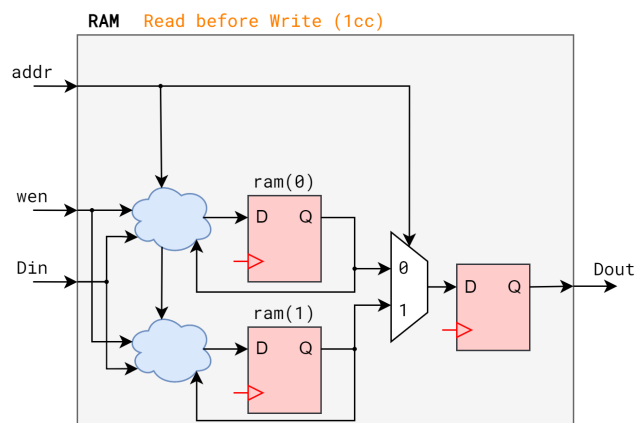 RAM Read before Write (1cc)
addr
ram(0)
wen
D Q
Din
0
Dout
1
D Q
ram(1)
D Q